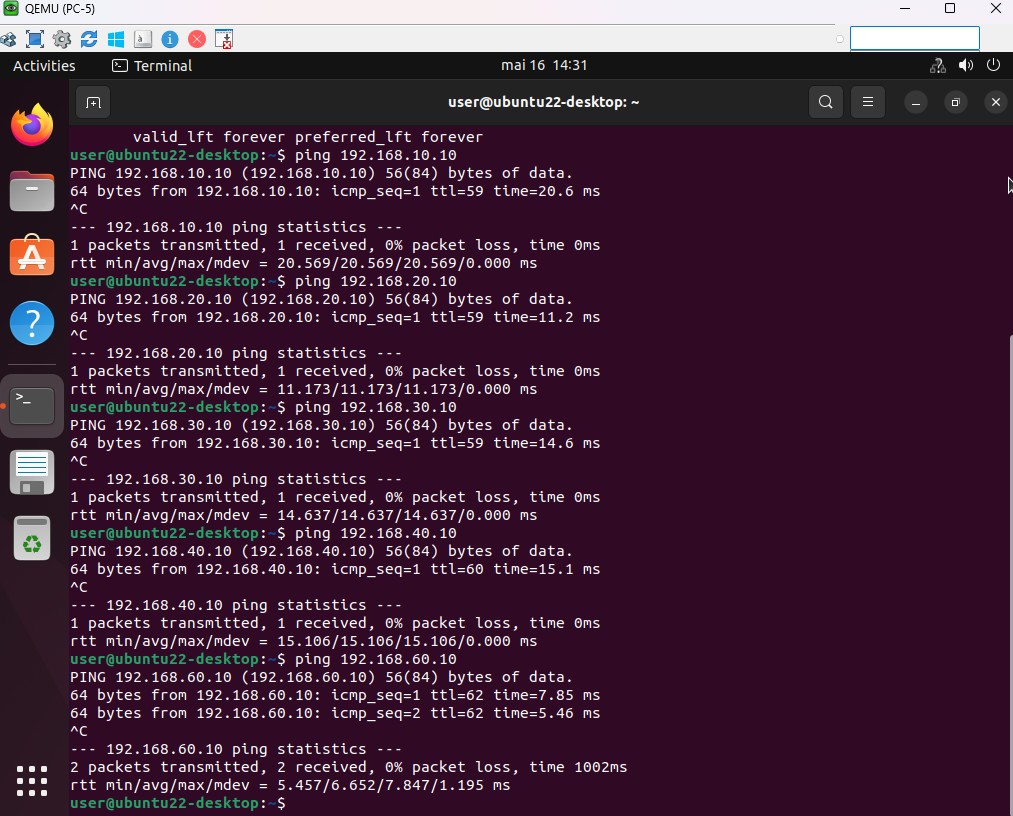 QEMU (PC-5)
Activities
Terminal
mai 16 14:31
user@ubuntu22-desktop: ~
valid_lft forever preferred_lft forever
user@ubuntu22-desktop:~$ ping 192.168.10.10
PING 192.168.10.10 (192.168.10.10) 56(84) bytes of data.
64 bytes from 192.168.10.10: icmp_seq=1 ttl=59 time=20.6 ms
^C
--- 192.168.10.10 ping statistics ---
1 packets transmitted, 1 received, 0% packet loss, time 0ms
rtt min/avg/max/mdev = 20.569/20.569/20.569/0.000 ms
user@ubuntu22-desktop:~$ ping 192.168.20.10
PING 192.168.20.10 (192.168.20.10) 56(84) bytes of data.
64 bytes from 192.168.20.10: icmp_seq=1 ttl=59 time=11.2 ms
^C
--- 192.168.20.10 ping statistics ---
1 packets transmitted, 1 received, 0% packet loss, time 0ms
rtt min/avg/max/mdev = 11.173/11.173/11.173/0.000 ms
user@ubuntu22-desktop:~$ ping 192.168.30.10
PING 192.168.30.10 (192.168.30.10) 56(84) bytes of data.
64 bytes from 192.168.30.10: icmp_seq=1 ttl=59 time=14.6 ms
^C
--- 192.168.30.10 ping statistics ---
1 packets transmitted, 1 received, 0% packet loss, time 0ms
rtt min/avg/max/mdev = 14.637/14.637/14.637/0.000 ms
user@ubuntu22-desktop:~$ ping 192.168.40.10
PING 192.168.40.10 (192.168.40.10) 56(84) bytes of data.
64 bytes from 192.168.40.10: icmp_seq=1 ttl=60 time=15.1 ms
^C
--- 192.168.40.10 ping statistics ---
1 packets transmitted, 1 received, 0% packet loss, time 0ms
rtt min/avg/max/mdev = 15.106/15.106/15.106/0.000 ms
user@ubuntu22-desktop:~$ ping 192.168.60.10
PING 192.168.60.10 (192.168.60.10) 56(84) bytes of data.
64 bytes from 192.168.60.10: icmp_seq=1 ttl=62 time=7.85 ms
64 bytes from 192.168.60.10: icmp_seq=2 ttl=62 time=5.46 ms
^C
--- 192.168.60.10 ping statistics ---
2 packets transmitted, 2 received, 0% packet loss, time 1002ms
rtt min/avg/max/mdev = 5.457/6.652/7.847/1.195 ms
user@ubuntu22-desktop:~$